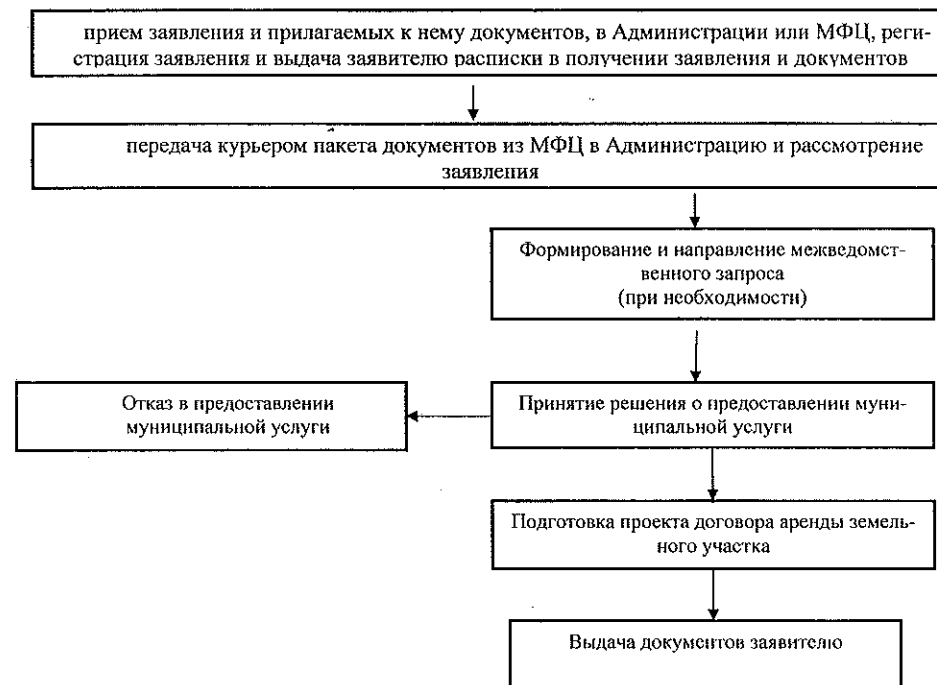 прием заявления и прилагаемых к нему документов, в Администрации или МФЦ, реги-
страция заявления и выдача заявителю расписки в получении заявления и документов
передача курьером пакета документов из МФЦ в Администрацию и рассмотрение
заявления
Формирование и направление межведомст-
венного запроса
(при необходимости)
Отказ в предоставлении
муниципальной услуги
Принятие решения о предоставлении муни-
ципальной услуги
Подготовка проекта договора аренды земель-
ного участка
Выдача документов заявителю